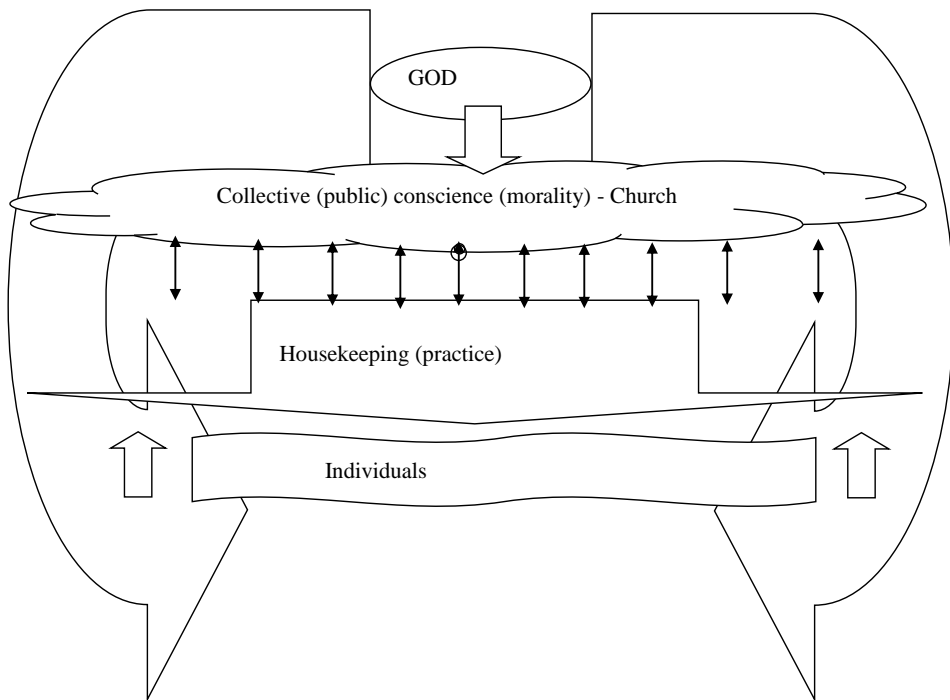 GOD
Collective (public) conscience (morality) - Church
Housekeeping (practice)
Individuals